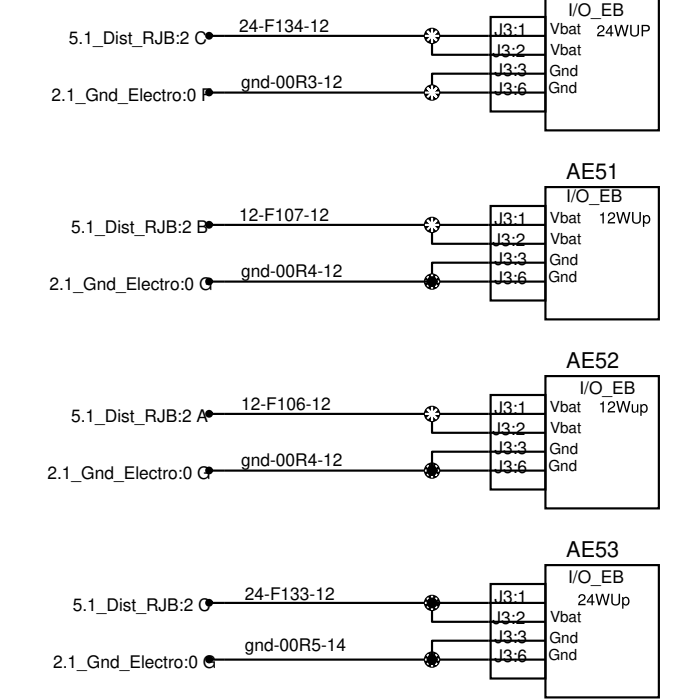 I/O_EB
24-F134-12
5.1_Dist_RJB:2 C
J3:1 Vbat 24WUP
J3:2 Vbat
J3:3 Gnd
gnd-00R3-12
2.1_Gnd_Electro:0 F
J3:6 Gnd
AE51
I/O_EB
12-F107-12
5.1_Dist_RJB:2 B
J3:1 Vbat 12WUp
J3:2 Vbat
J3:3 Gnd
gnd-00R4-12
2.1_Gnd_Electro:0 G
J3:6 Gnd
AE52
I/O_EB
12-F106-12
5.1_Dist_RJB:2 A
J3:1 Vbat 12Wup
J3:2 Vbat
J3:3 Gnd
gnd-00R4-12
2.1_Gnd_Electro:0 G
J3:6 Gnd
AE53
I/O_EB
24-F133-12
5.1_Dist_RJB:2 C
J3:1 24WUp
J3:2 Vbat
J3:3 Gnd
gnd-00R5-14
2.1_Gnd_Electro:0 G
J3:6 Gnd